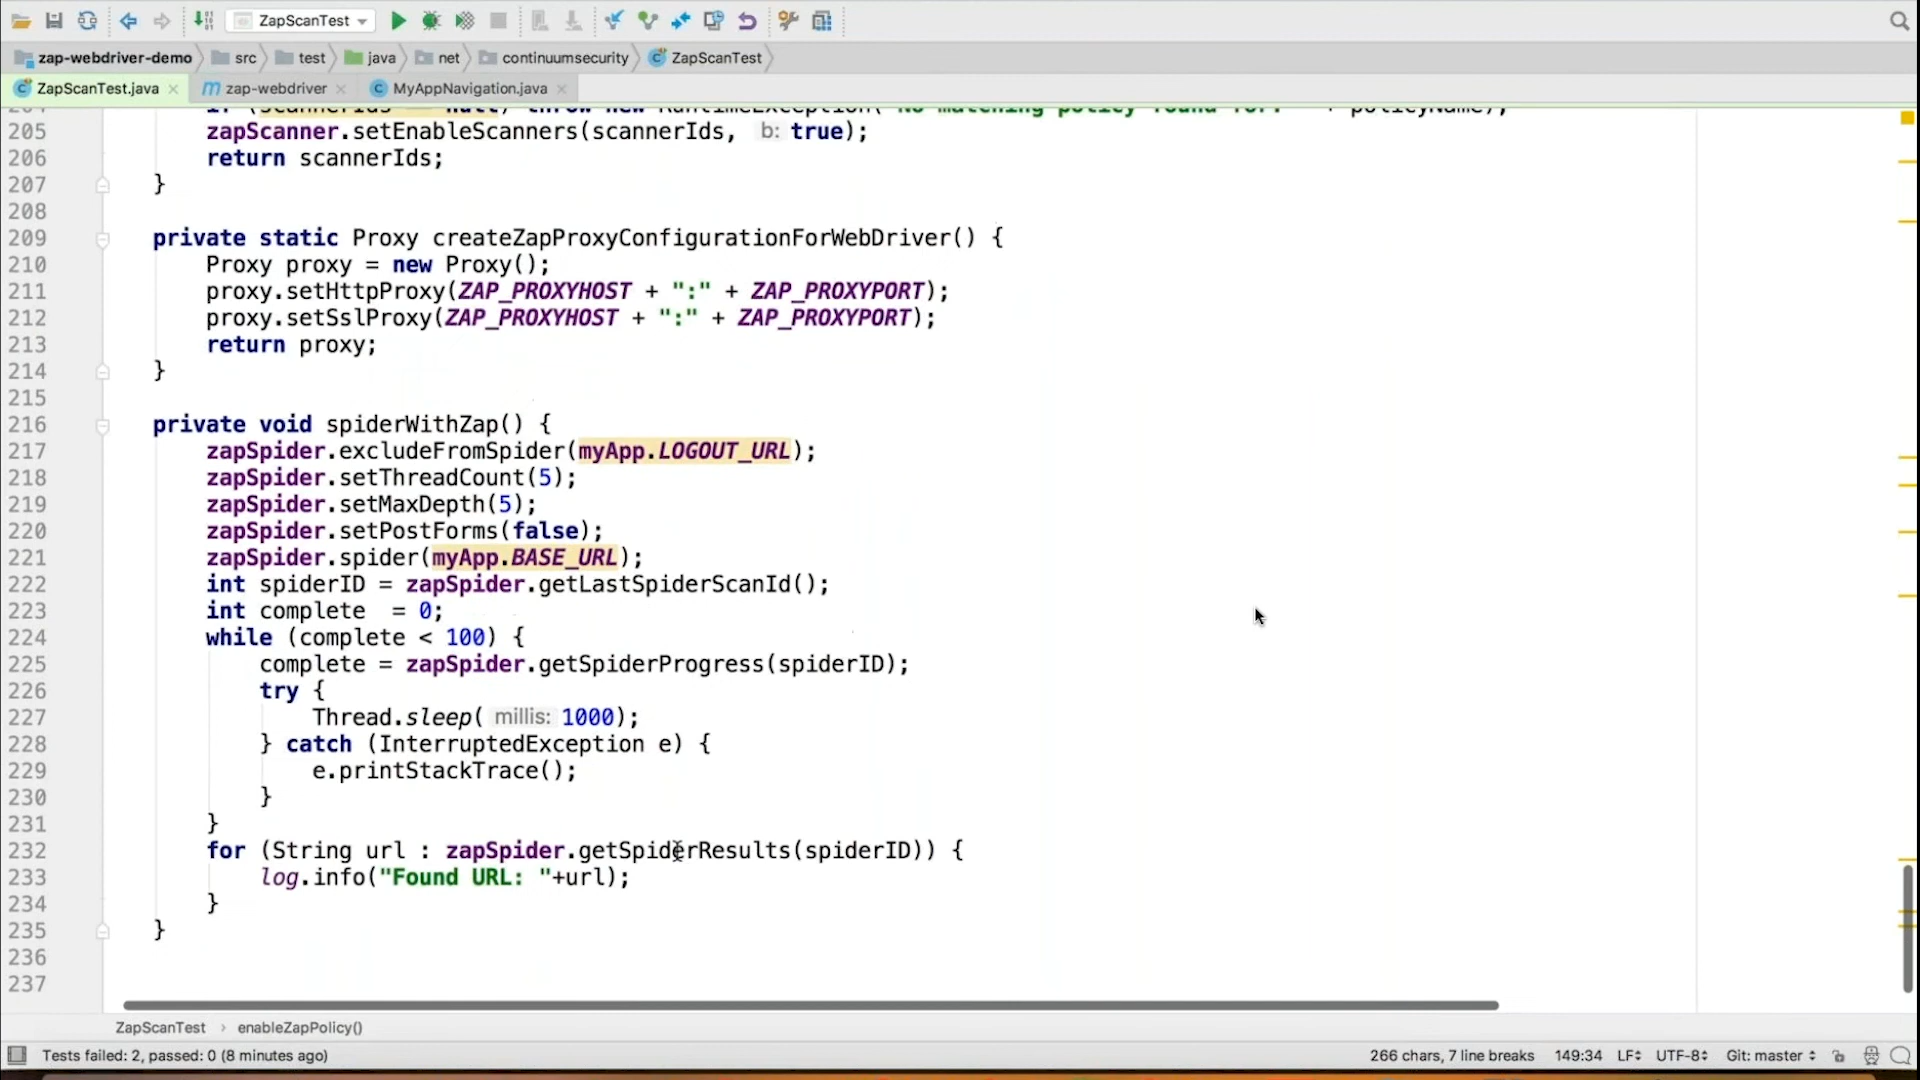 ZapScanTest
zap-webdriver-demo src test java net continuumsecurity ZapScanTest
ZapScanTest.java zap-webdriver MyAppNavigation.java
205 zapScanner.setEnableScanners(scannerIds, b: true);
206 return scannerIds;
207 }
208
209 private static Proxy createZapProxyConfigurationForWebDriver() {
210 Proxy proxy = new Proxy();
211 proxy.setHttpProxy(ZAP_PROXYHOST + ":" + ZAP_PROXYPORT);
212 proxy.setSslProxy(ZAP_PROXYHOST + ":" + ZAP_PROXYPORT);
213 return proxy;
214 }
215
216 private void spiderWithZap() {
217 zapSpider.excludeFromSpider(myApp.LOGOUT_URL);
218 zapSpider.setThreadCount(5);
219 zapSpider.setMaxDepth(5);
220 zapSpider.setPostForms(false);
221 zapSpider.spider(myApp.BASE_URL);
222 int spiderID = zapSpider.getLastSpiderScanId();
223 int complete = 0;
224 while (complete < 100) {
225 complete = zapSpider.getSpiderProgress(spiderID);
226 try {
227 Thread.sleep( millis: 1000);
228 } catch (InterruptedException e) {
229 e.printStackTrace();
230 }
231 }
232 for (String url : zapSpider.getSpiderResults(spiderID)) {
233 log.info("Found URL: "+url);
234 }
235 }
236
237
ZapScanTest › enableZapPolicy()
Tests failed: 2, passed: 0 (8 minutes ago) 266 chars, 7 line breaks 149:34 LF UTF-8 Git: master